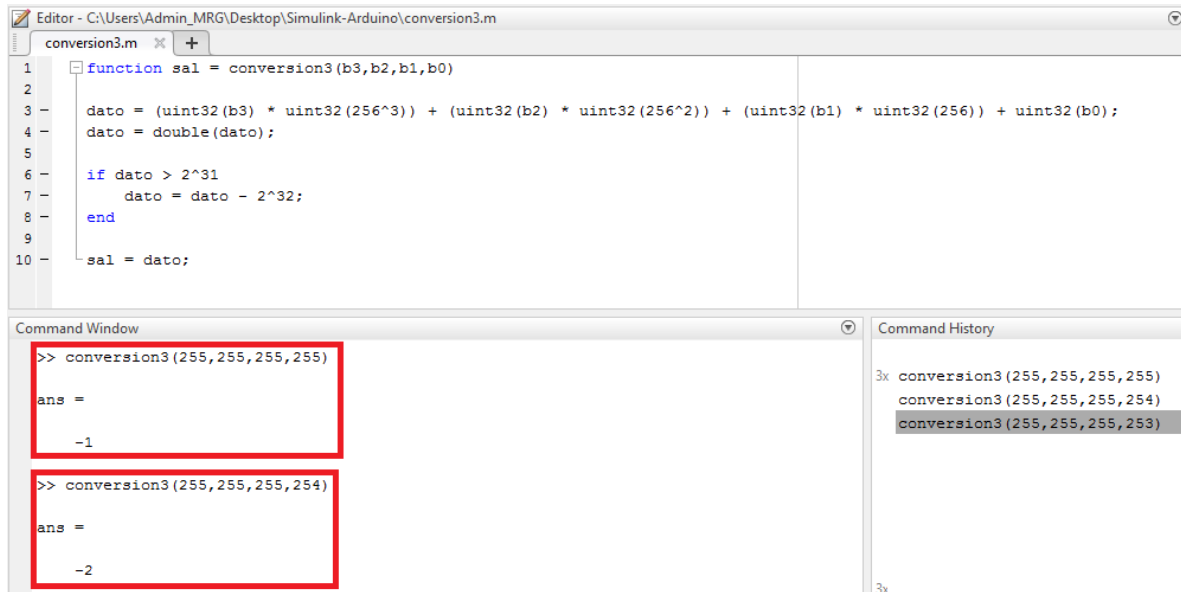 Editor - C:\Users\Admin_MRG\Desktop\Simulink-Arduino\conversion3.m
conversion3.m × +
1 function sal = conversion3(b3,b2,b1,b0)
2
3 – dato = (uint32(b3) * uint32(256^3)) + (uint32(b2) * uint32(256^2)) + (uint32(b1) * uint32(256)) + uint32(b0);
4 – dato = double(dato);
5
6 – if dato > 2^31
7 – dato = dato - 2^32;
8 – end
9
10 – sal = dato;
Command Window
>> conversion3(255,255,255,255)
ans =
-1
>> conversion3(255,255,255,254)
ans =
-2
Command History
3x conversion3(255,255,255,255)
conversion3(255,255,255,254)
conversion3(255,255,255,253)
3x